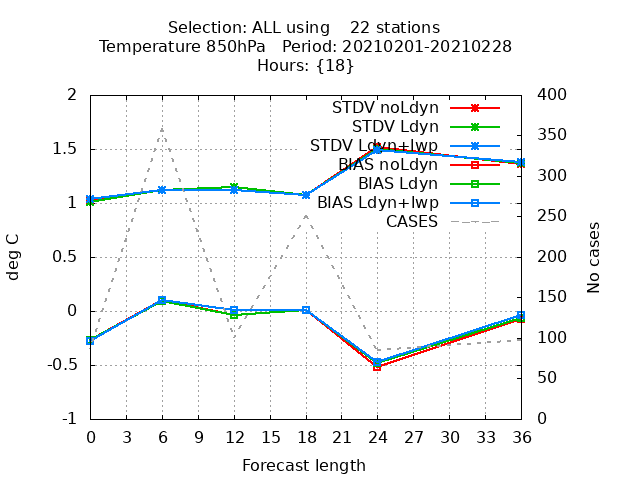 Selection: ALL using    22 stations
Temperature 850hPa   Period: 20210201-20210228
Hours: {18}
2
1.5
1
0.5
0
-0.5
-1
deg C
STDV noLdyn
STDV Ldyn
STDV Ldyn+lwp
BIAS noLdyn
BIAS Ldyn
BIAS Ldyn+lwp
CASES
400
350
300
250
200
150
100
50
0
No cases
0 3 6 9 12 15 18 21 24 27 30 33 36
Forecast length